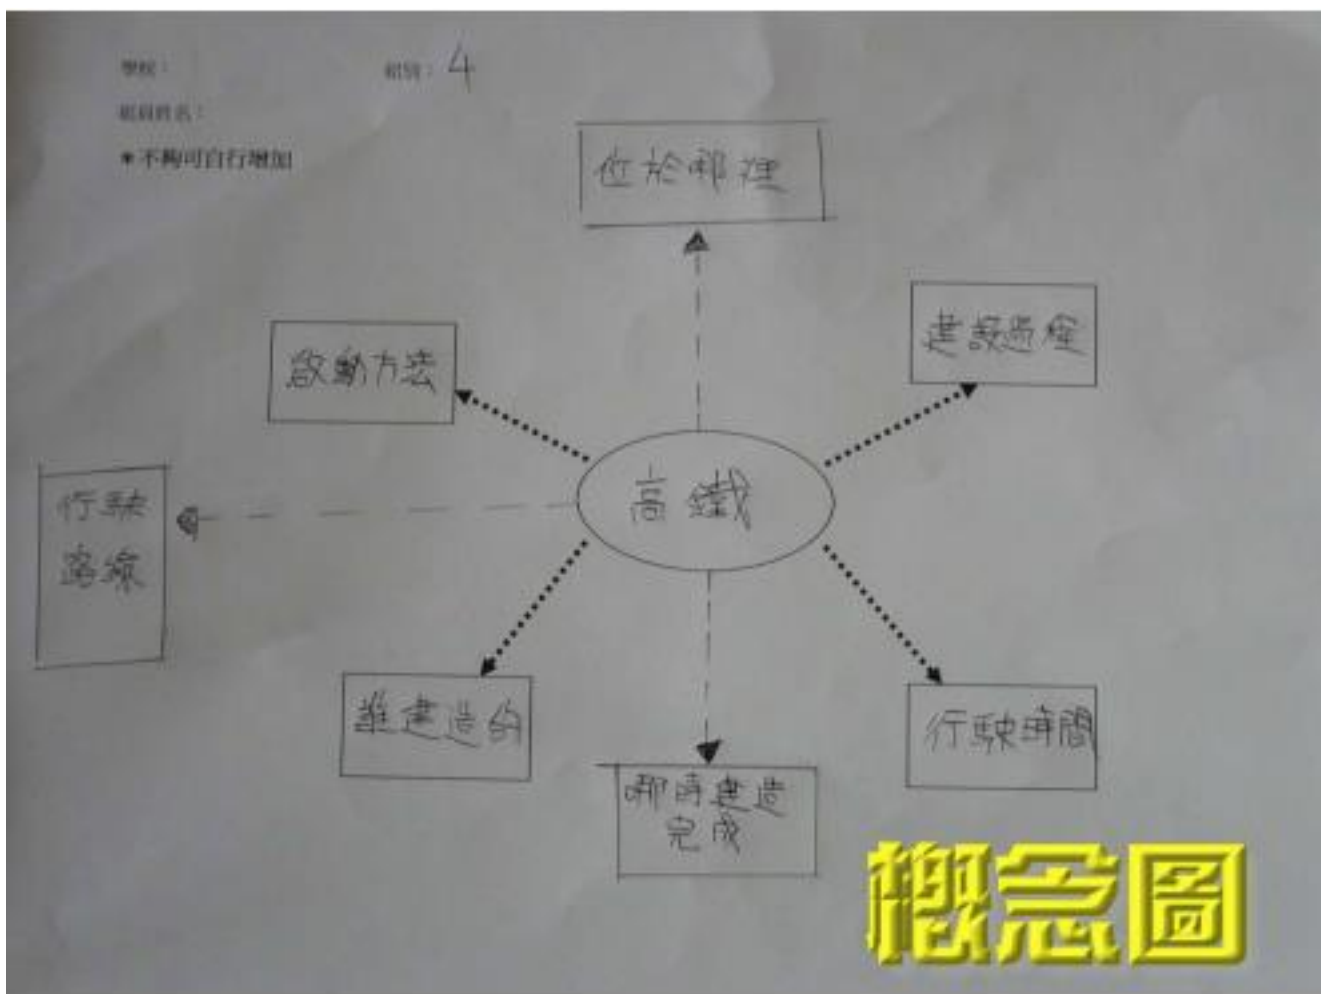 學校：
組別：4
組員姓名：
＊不夠可自行增加
位於哪裡
建設過程
啟動方法
高鐵
行駛
路線
誰建造的
行駛時間
哪時建造
完成
概念圖